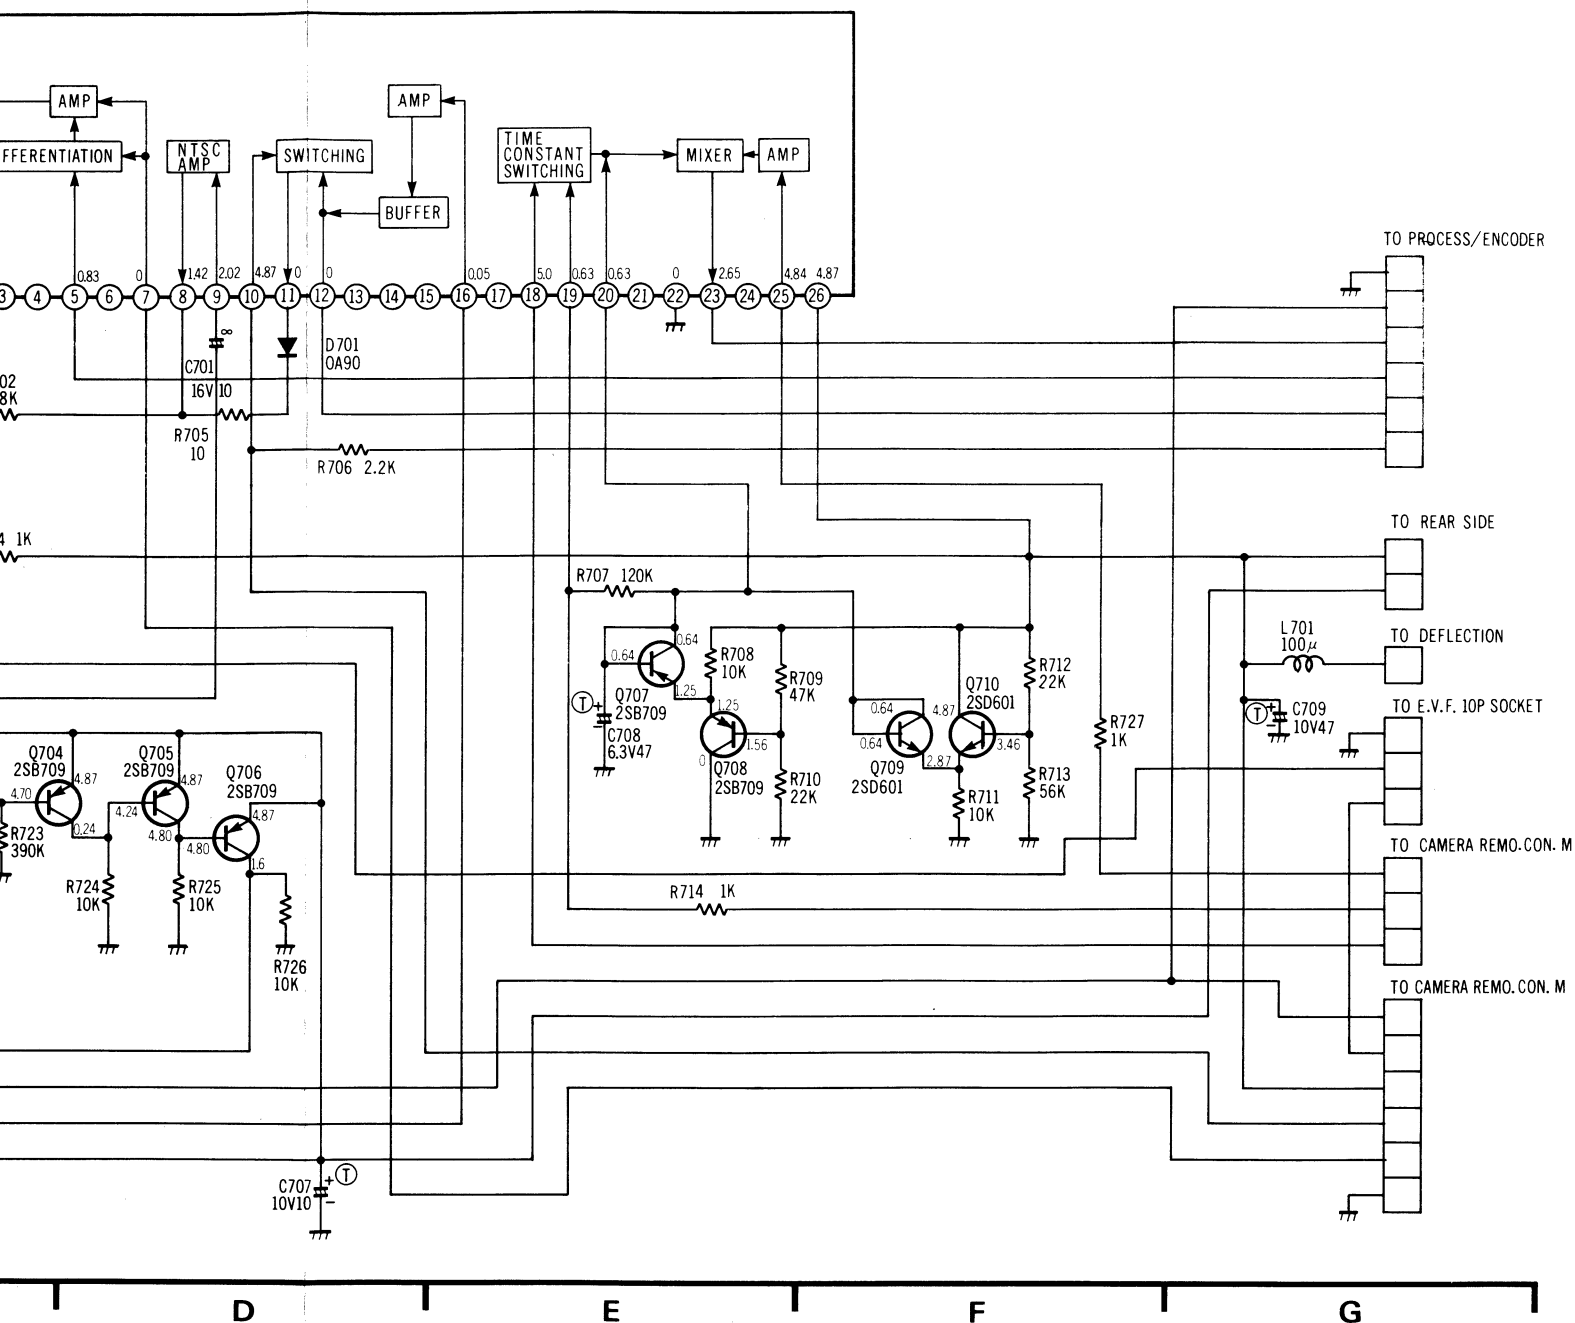 AMP
AMP
TIME
CONSTANT
SWITCHING
FFERENTIATION
NTSC
AMP
SWITCHING
MIXER
AMP
BUFFER
TO PROCESS/ENCODER
0.83
0
1.42
2.02
4.87
0
0
0.05
5.0
0.63
0.63
0
2.65
4.84
4.87
3 4 5 6 7 8 9 10 11 12 13 14 15 16 17 18 19 20 21 22 23 24 25 26
∞
D701
OA90
C701
16V 10
02
8K
R705
10
R706 2.2K
4 1K
TO REAR SIDE
R707 120K
L701
100μ
TO DEFLECTION
0.64
0.64
1.25
Q707
2SB709
T
+
-
C708
6.3V47
R708
10K
R709
47K
1.25
1.56
0
Q708
2SB709
R710
22K
0.64
4.87
0.64
2.87
Q709
2SD601
Q710
2SD601
3.46
R711
10K
R712
22K
R713
56K
R727
1K
T
+
-
C709
10V47
TO E.V.F. 10P SOCKET
Q704
2SB709
4.87
4.70
0.24
Q705
2SB709
4.87
4.24
4.80
Q706
2SB709
4.87
4.80
1.6
R723
390K
R724
10K
R725
10K
R726
10K
R714 1K
TO CAMERA REMO.CON. M
TO CAMERA REMO.CON. M
C707
10V10
+
-
T
D
E
F
G